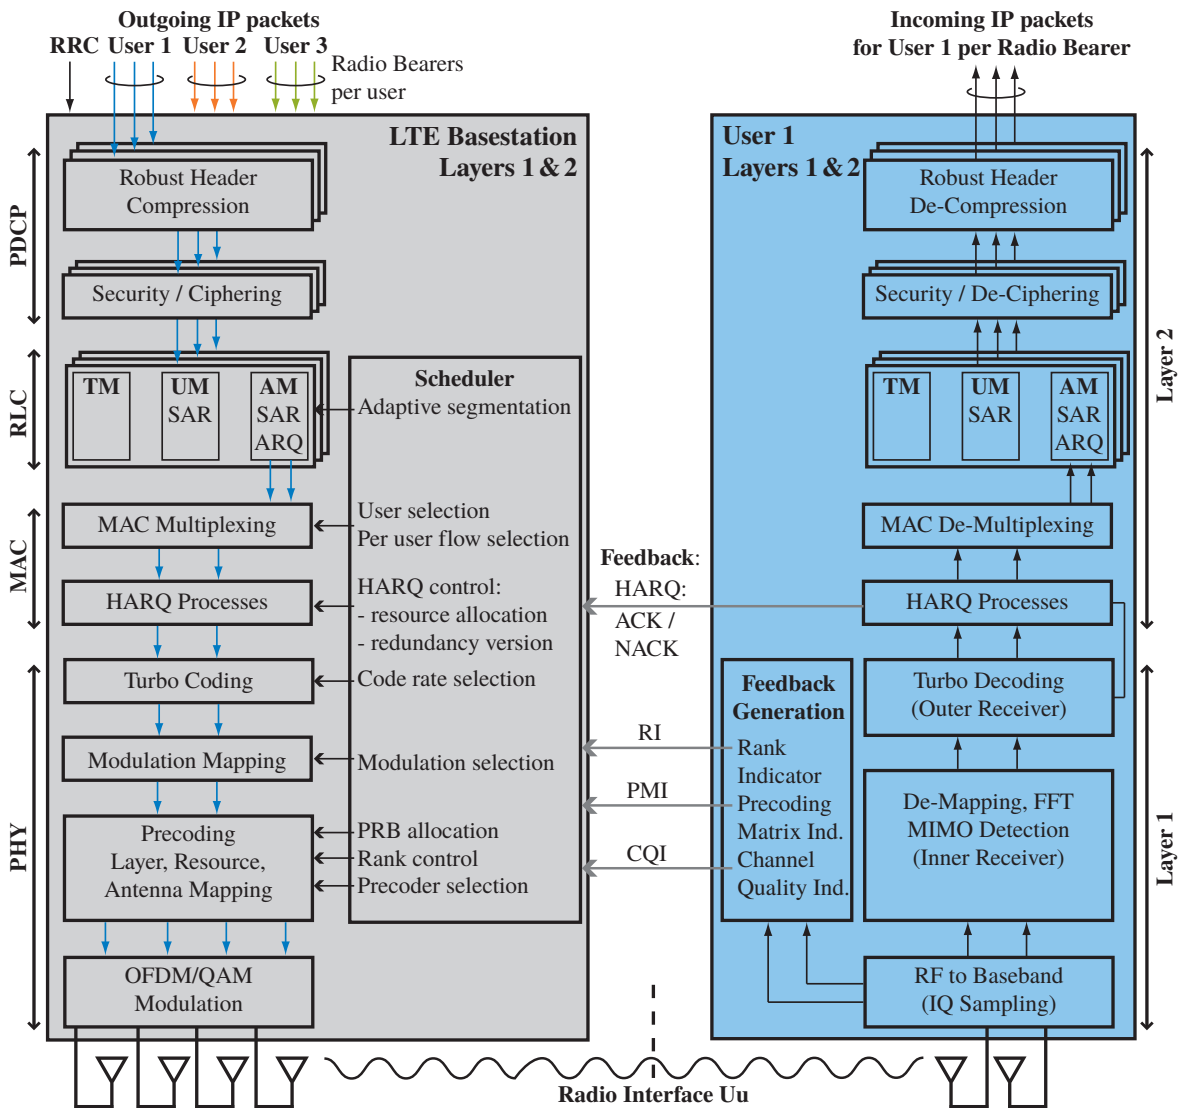 Outgoing IP packets
RRC User 1 User 2 User 3
Radio Bearers
per user
LTE Basestation
Layers 1 & 2
PDCP
Robust Header
Compression
Security / Ciphering
RLC
TM
UM
SAR
AM
SAR
ARQ
Scheduler
Adaptive segmentation
MAC
MAC Multiplexing
User selection
Per user flow selection
HARQ Processes
HARQ control:
- resource allocation
- redundancy version
PHY
Turbo Coding
Code rate selection
Modulation Mapping
Modulation selection
Precoding
Layer, Resource,
Antenna Mapping
PRB allocation
Rank control
Precoder selection
OFDM/QAM
Modulation
Feedback:
HARQ:
ACK /
NACK
RI
PMI
CQI
Radio Interface Uu
Incoming IP packets
for User 1 per Radio Bearer
User 1
Layers 1 & 2
Robust Header
De-Compression
Security / De-Ciphering
TM
UM
SAR
AM
SAR
ARQ
MAC De-Multiplexing
HARQ Processes
Layer 2
Feedback
Generation
Rank
Indicator
Precoding
Matrix Ind.
Channel
Quality Ind.
Turbo Decoding
(Outer Receiver)
De-Mapping, FFT
MIMO Detection
(Inner Receiver)
RF to Baseband
(IQ Sampling)
Layer 1